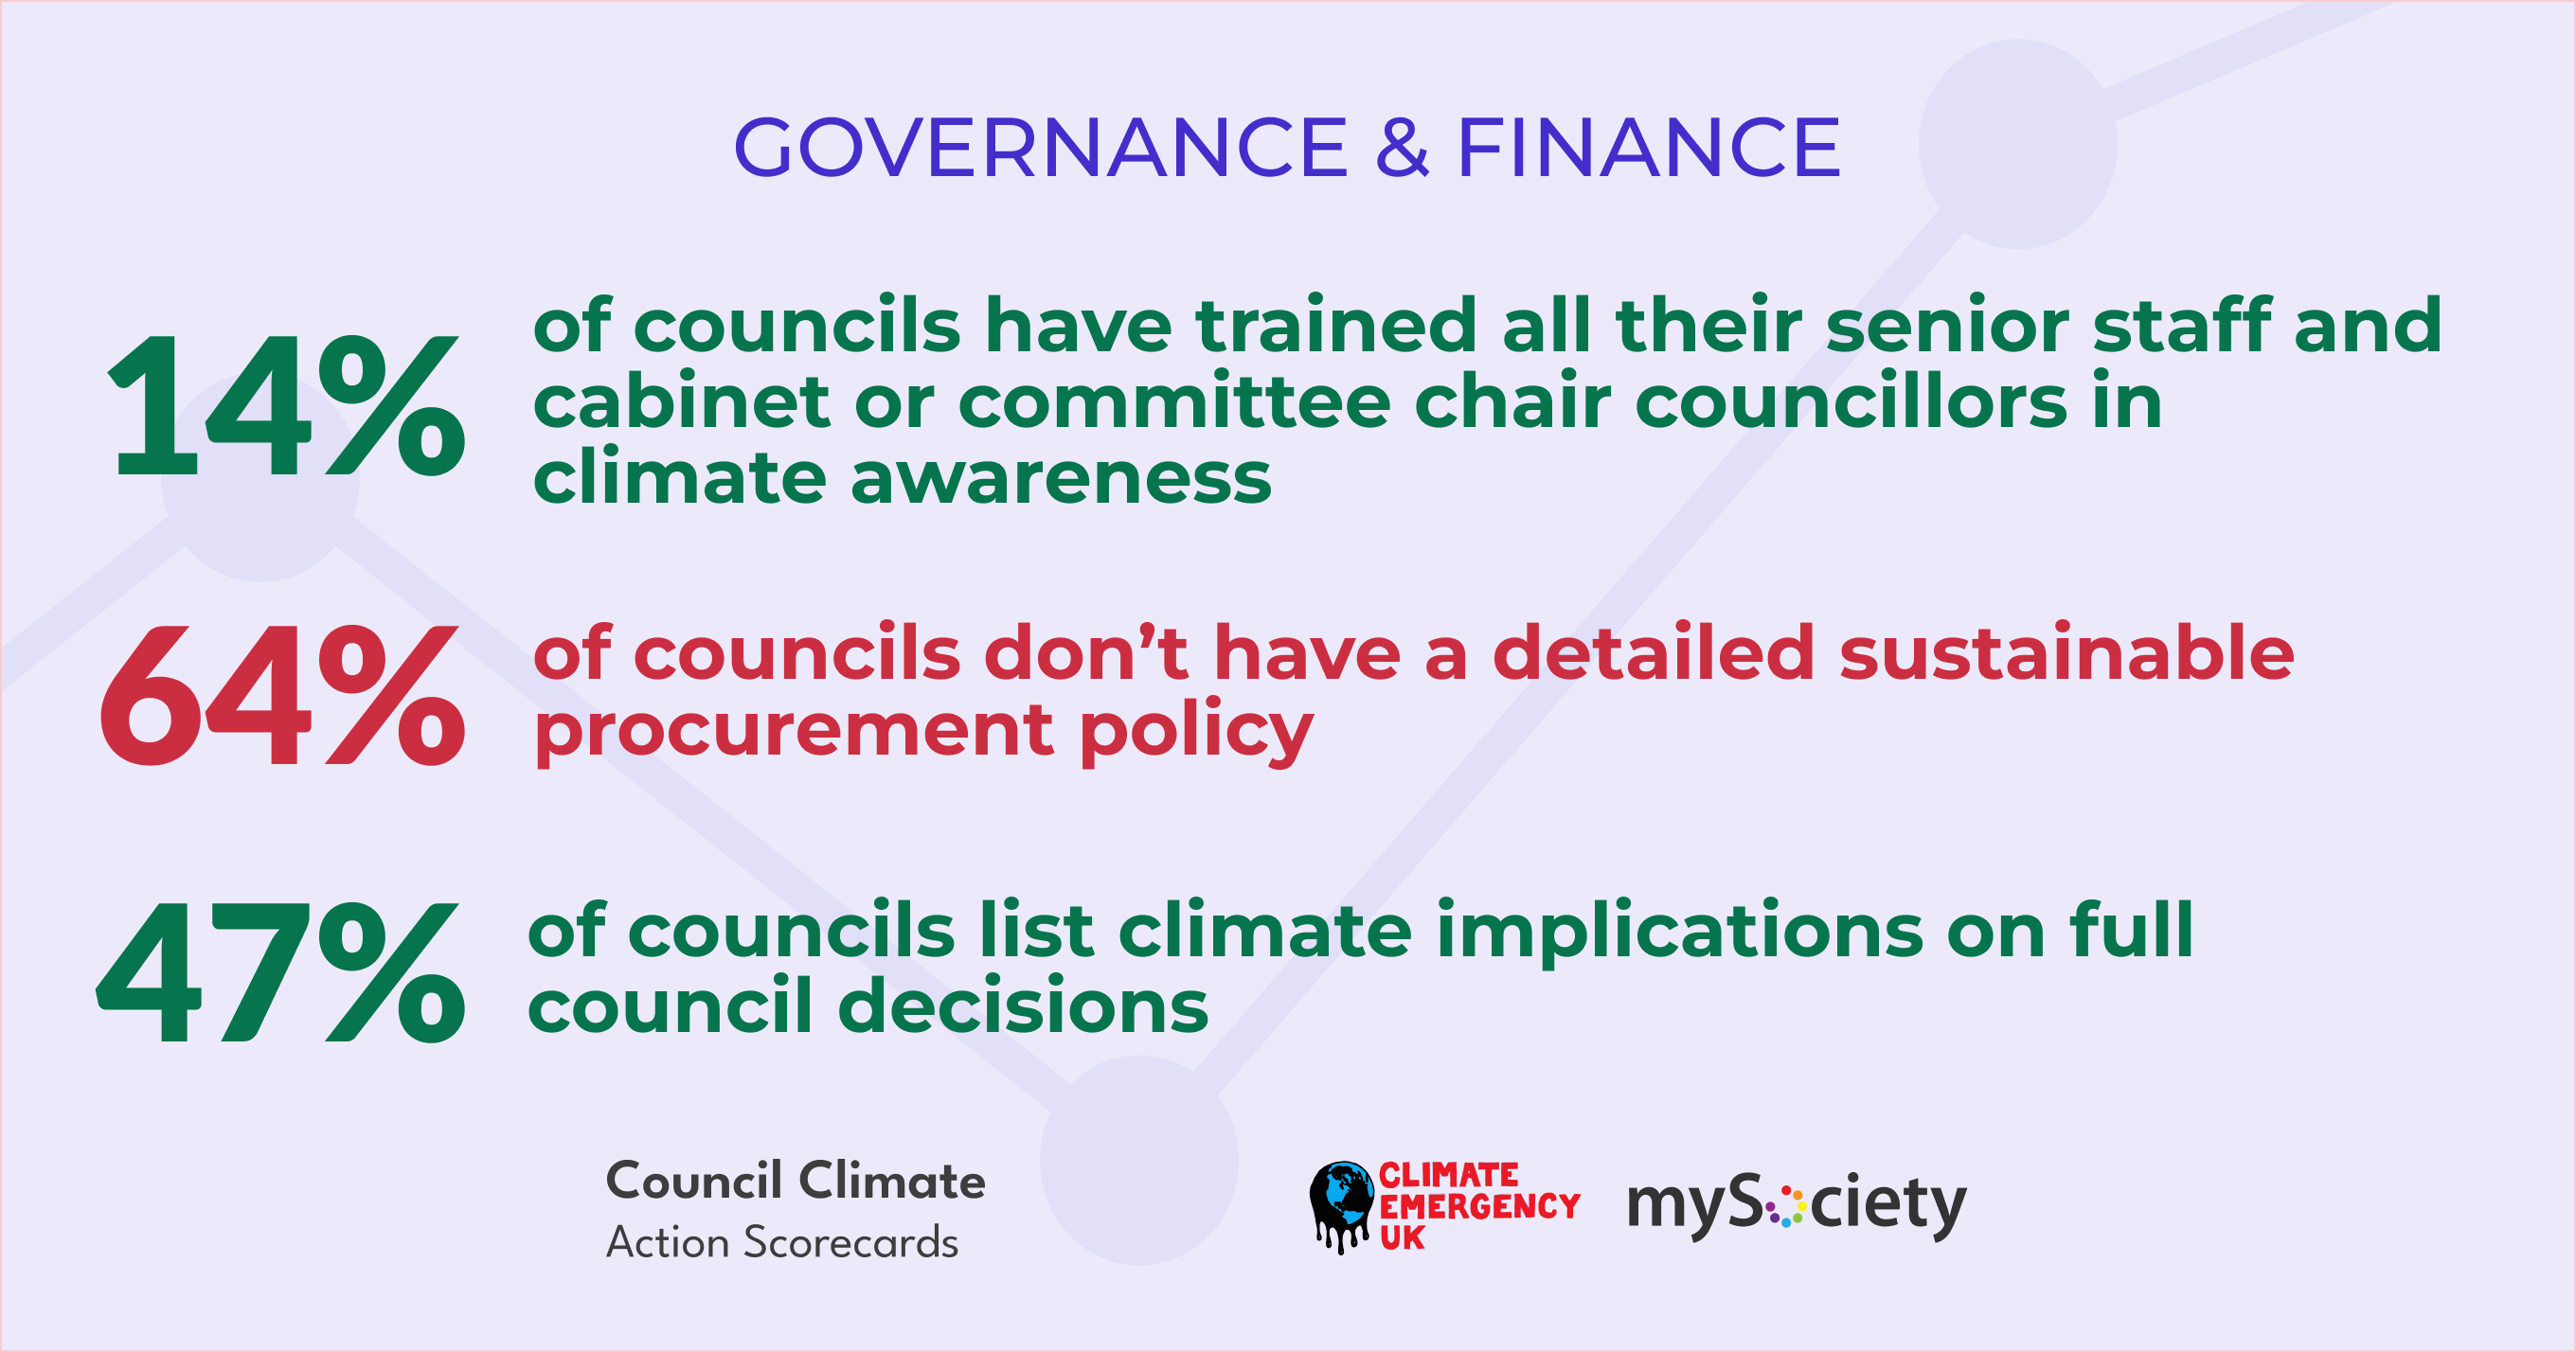 GOVERNANCE & FINANCE
14%
of councils have trained all their senior staff and
cabinet or committee chair councillors in
climate awareness
64%
of councils don’t have a detailed sustainable
procurement policy
47%
of councils list climate implications on full
council decisions
Council Climate
Action Scorecards
CLIMATE
EMERGENCY
UK
mySociety